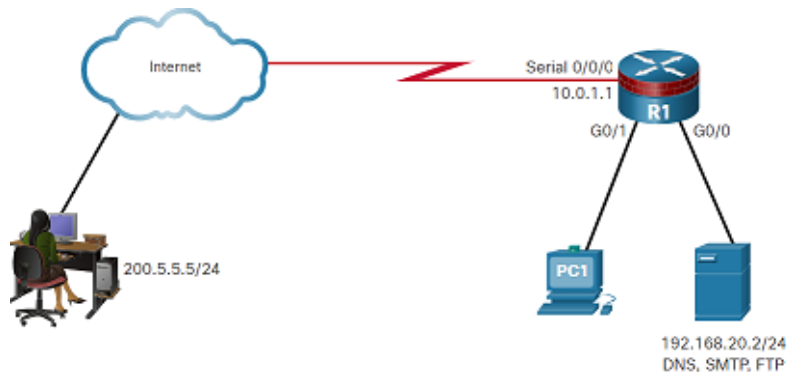 Internet
Serial 0/0/0
10.0.1.1
R1
G0/1
G0/0
200.5.5.5/24
PC1
192.168.20.2/24
DNS, SMTP, FTP